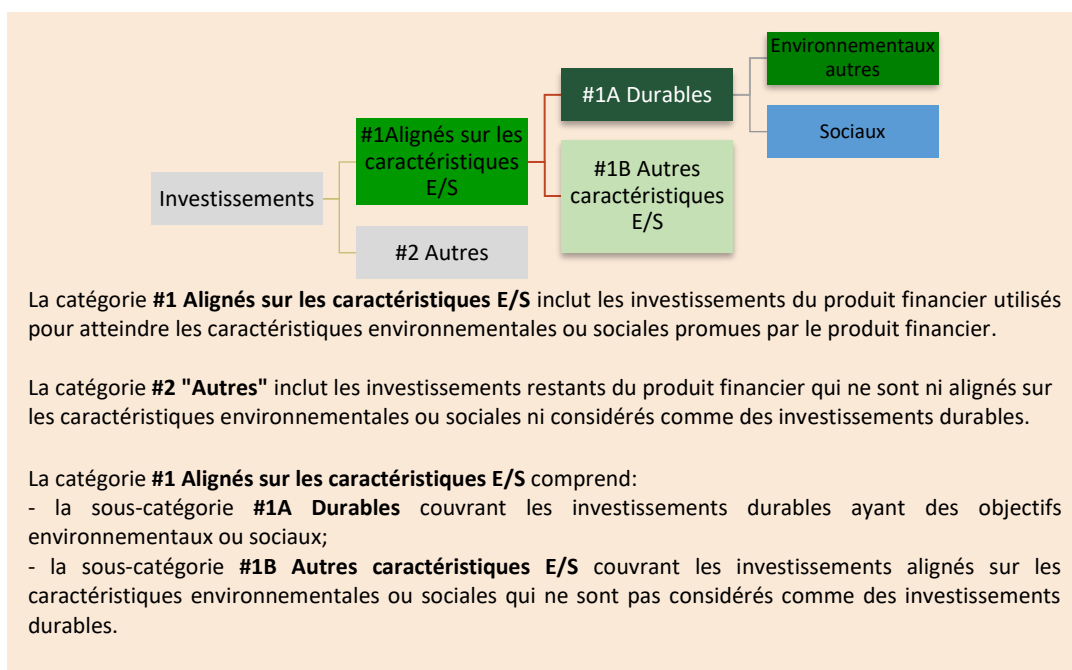 Environnementaux
autres
#1A Durables
Sociaux
#1Alignés sur les
caractéristiques
E/S
#1B Autres
caractéristiques
E/S
Investissements
#2 Autres
La catégorie #1 Alignés sur les caractéristiques E/S inclut les investissements du produit financier utilisés
pour atteindre les caractéristiques environnementales ou sociales promues par le produit financier.
La catégorie #2 "Autres" inclut les investissements restants du produit financier qui ne sont ni alignés sur
les caractéristiques environnementales ou sociales ni considérés comme des investissements durables.
La catégorie #1 Alignés sur les caractéristiques E/S comprend:
- la sous-catégorie #1A Durables couvrant les investissements durables ayant des objectifs
environnementaux ou sociaux;
- la sous-catégorie #1B Autres caractéristiques E/S couvrant les investissements alignés sur les
caractéristiques environnementales ou sociales qui ne sont pas considérés comme des investissements
durables.